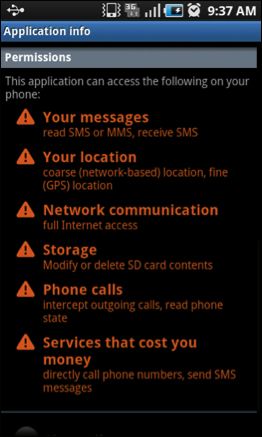 3G
9:37 AM
Application info
Permissions
This application can access the following on your
phone:
Your messages
read SMS or MMS, receive SMS
Your location
coarse (network-based) location, fine
(GPS) location
Network communication
full Internet access
Storage
Modify or delete SD card contents
Phone calls
intercept outgoing calls, read phone
state
Services that cost you
money
directly call phone numbers, send SMS
messages